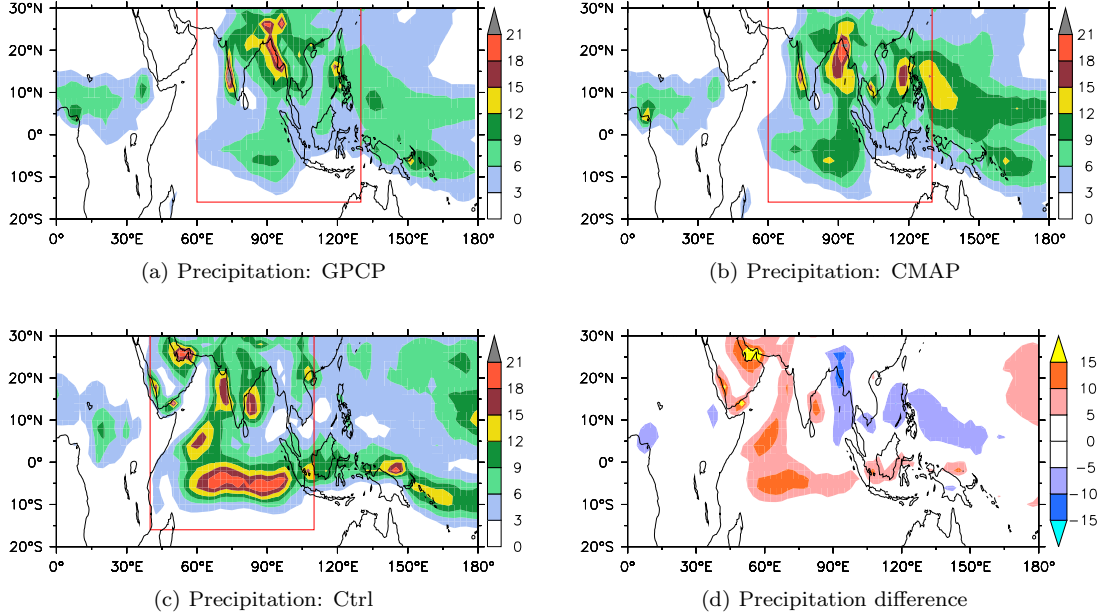 30°N
20°N
10°N
0°
10°S
20°S
0°
30°E
60°E
90°E
120°E
150°E
180°
21
18
15
12
9
6
3
0
(a) Precipitation: GPCP
30°N
20°N
10°N
0°
10°S
20°S
0°
30°E
60°E
90°E
120°E
150°E
180°
21
18
15
12
9
6
3
0
(b) Precipitation: CMAP
30°N
20°N
10°N
0°
10°S
20°S
0°
30°E
60°E
90°E
120°E
150°E
180°
21
18
15
12
9
6
3
0
(c) Precipitation: Ctrl
30°N
20°N
10°N
0°
10°S
20°S
0°
30°E
60°E
90°E
120°E
150°E
180°
15
10
5
0
−5
−10
−15
(d) Precipitation difference